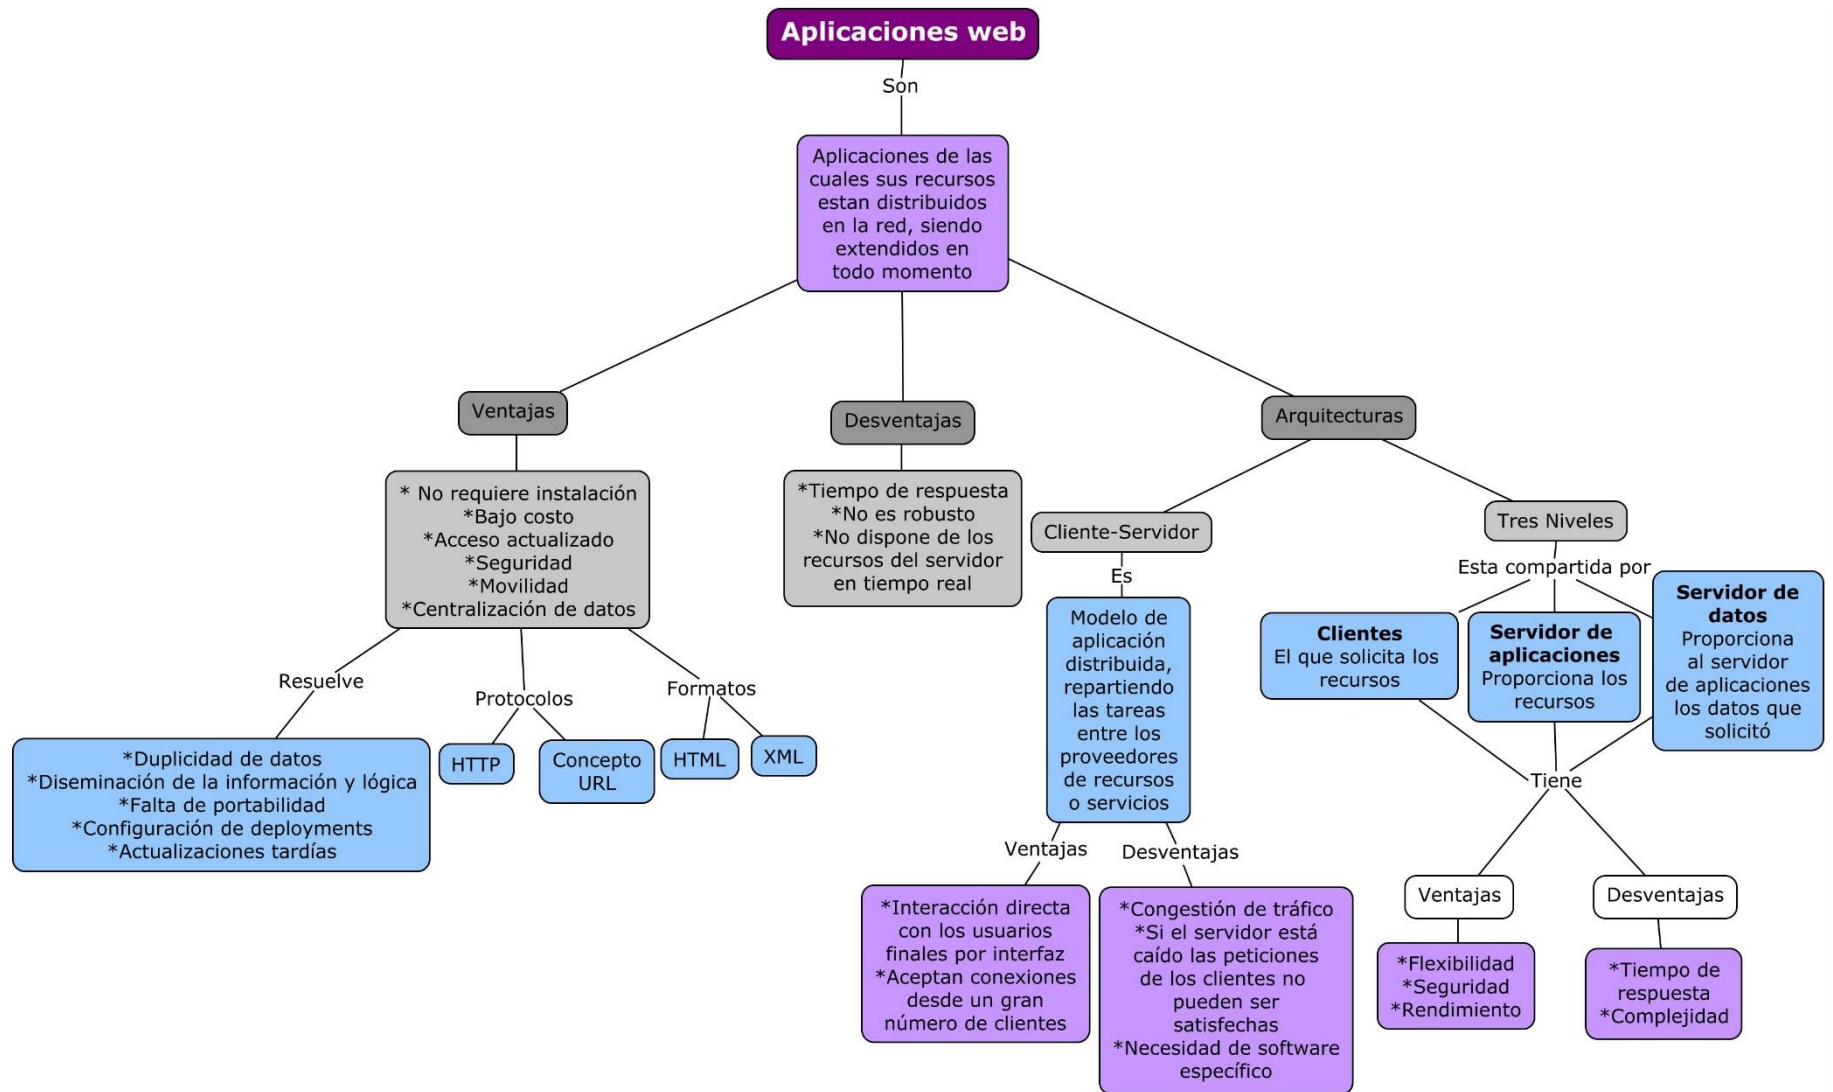 Aplicaciones web
Son
Aplicaciones de las
cuales sus recursos
estan distribuidos
en la red, siendo
extendidos en
todo momento
Ventajas
* No requiere instalación
*Bajo costo
*Acceso actualizado
*Seguridad
*Movilidad
*Centralización de datos
Resuelve
*Duplicidad de datos
*Diseminación de la información y lógica
*Falta de portabilidad
*Configuración de deployments
*Actualizaciones tardías
Protocolos
HTTP
Concepto
URL
Formatos
HTML
XML
Desventajas
*Tiempo de respuesta
*No es robusto
*No dispone de los
recursos del servidor
en tiempo real
Arquitecturas
Cliente-Servidor
Es
Modelo de
aplicación
distribuida,
repartiendo
las tareas
entre los
proveedores
de recursos
o servicios
Ventajas
*Interacción directa
con los usuarios
finales por interfaz
*Aceptan conexiones
desde un gran
número de clientes
Desventajas
*Congestión de tráfico
*Si el servidor está
caído las peticiones
de los clientes no
pueden ser
satisfechas
*Necesidad de software
específico
Tres Niveles
Esta compartida por
Clientes
El que solicita los
recursos
Servidor de
aplicaciones
Proporciona los
recursos
Servidor de
datos
Proporciona
al servidor
de aplicaciones
los datos que
solicitó
Tiene
Ventajas
*Flexibilidad
*Seguridad
*Rendimiento
Desventajas
*Tiempo de
respuesta
*Complejidad